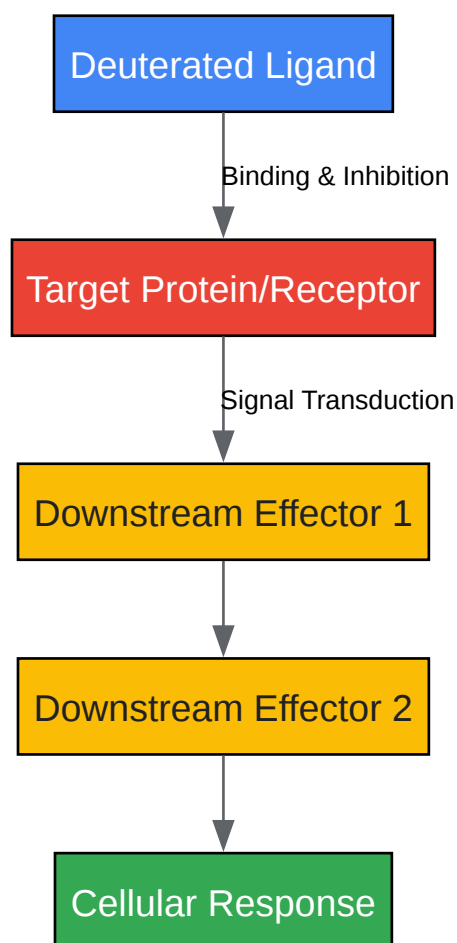 Deuterated Ligand
Binding & Inhibition
Target Protein/Receptor
Signal Transduction
Downstream Effector 1
Downstream Effector 2
Cellular Response